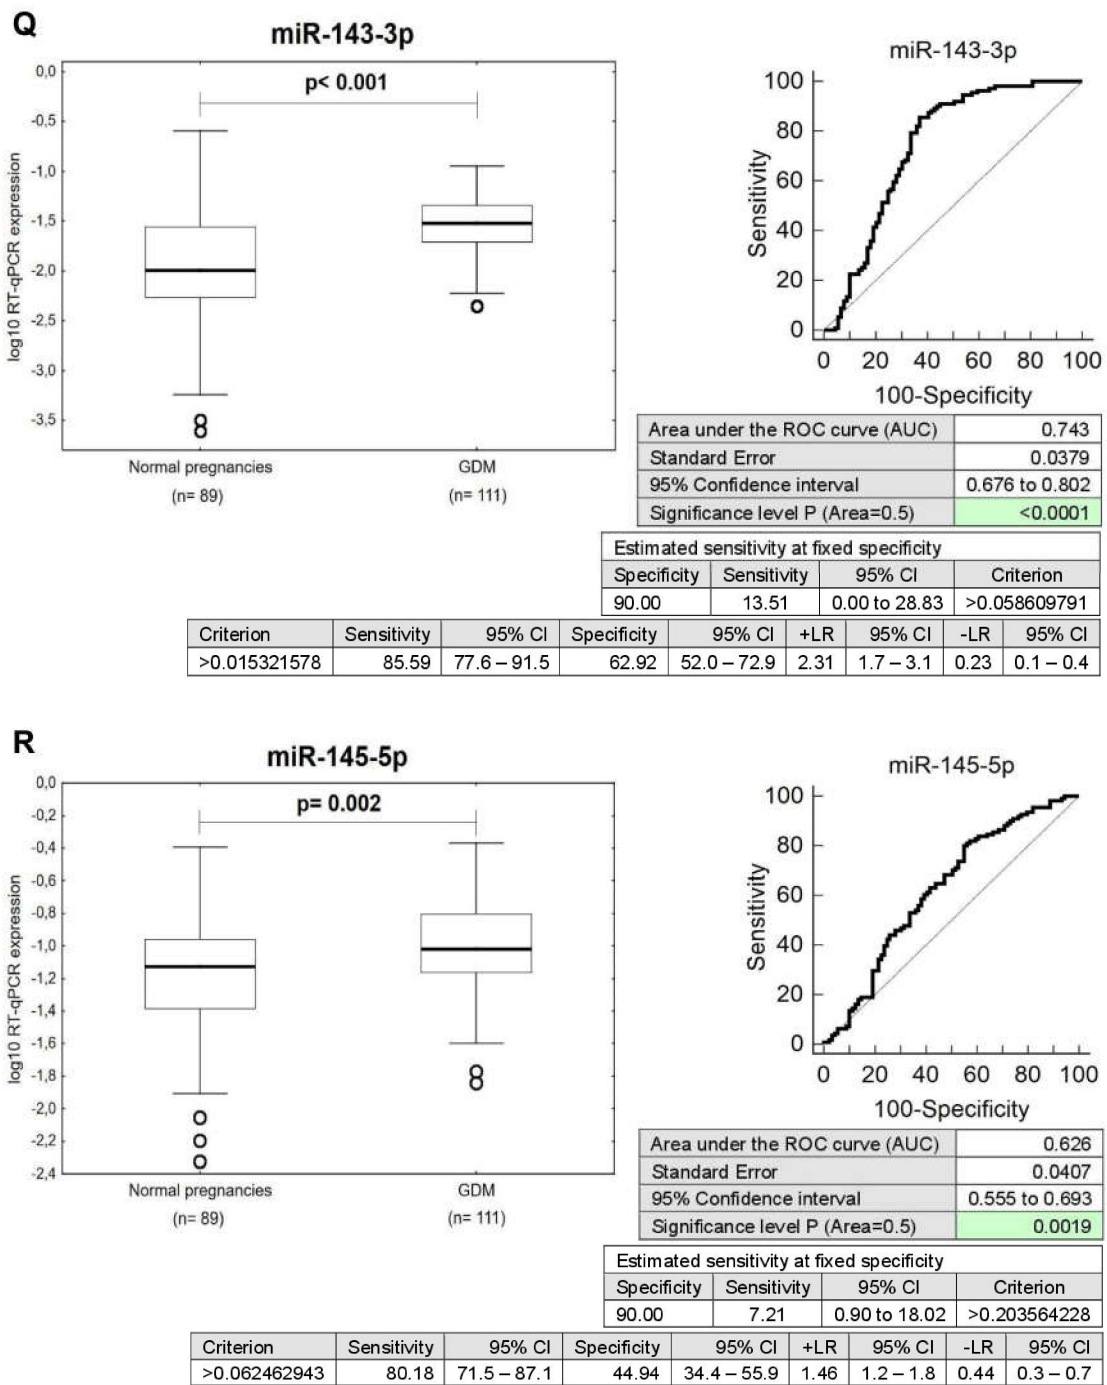 Q
miR-143-3p
p< 0.001
log10 RT-qPCR expression
0,0
-0,5
-1,0
-1,5
-2,0
-2,5
-3,0
-3,5
Normal pregnancies
(n= 89)
GDM
(n= 111)
miR-143-3p
Sensitivity
100
80
60
40
20
0
0 20 40 60 80 100
100-Specificity
Area under the ROC curve (AUC) 0.743
Standard Error 0.0379
95% Confidence interval 0.676 to 0.802
Significance level P (Area=0.5) <0.0001
Estimated sensitivity at fixed specificity
Specificity Sensitivity 95% CI Criterion
90.00 13.51 0.00 to 28.83 >0.058609791
Criterion Sensitivity 95% CI Specificity 95% CI +LR 95% CI -LR 95% CI
>0.015321578 85.59 77.6 – 91.5 62.92 52.0 – 72.9 2.31 1.7 – 3.1 0.23 0.1 – 0.4
R
miR-145-5p
p= 0.002
log10 RT-qPCR expression
0,0
-0,2
-0,4
-0,6
-0,8
-1,0
-1,2
-1,4
-1,6
-1,8
-2,0
-2,2
-2,4
Normal pregnancies
(n= 89)
GDM
(n= 111)
miR-145-5p
Sensitivity
100
80
60
40
20
0
0 20 40 60 80 100
100-Specificity
Area under the ROC curve (AUC) 0.626
Standard Error 0.0407
95% Confidence interval 0.555 to 0.693
Significance level P (Area=0.5) 0.0019
Estimated sensitivity at fixed specificity
Specificity Sensitivity 95% CI Criterion
90.00 7.21 0.90 to 18.02 >0.203564228
Criterion Sensitivity 95% CI Specificity 95% CI +LR 95% CI -LR 95% CI
>0.062462943 80.18 71.5 – 87.1 44.94 34.4 – 55.9 1.46 1.2 – 1.8 0.44 0.3 – 0.7